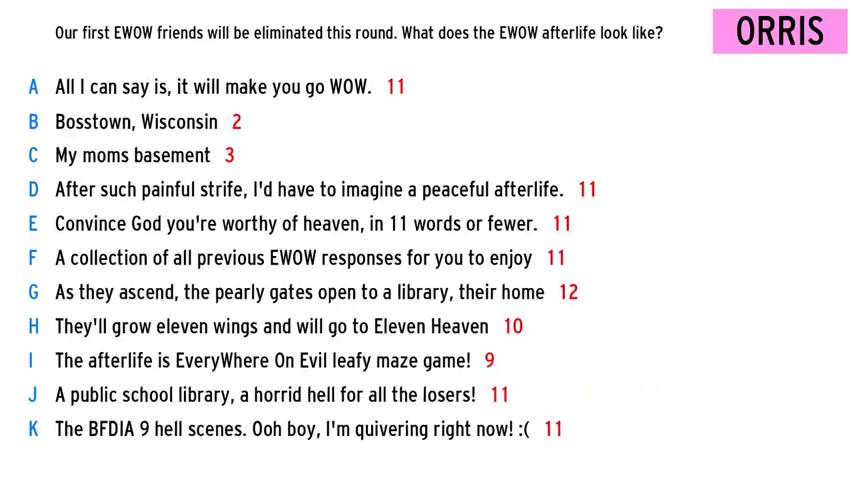 Our first EWOW friends will be eliminated this round. What does the EWOW afterlife look like?
ORRIS
A All I can say is, it will make you go WOW. 11
B Bosstown, Wisconsin 2
C My moms basement 3
D After such painful strife, I'd have to imagine a peaceful afterlife. 11
E Convince God you're worthy of heaven, in 11 words or fewer. 11
F A collection of all previous EWOW responses for you to enjoy 11
G As they ascend, the pearly gates open to a library, their home 12
H They'll grow eleven wings and will go to Eleven Heaven 10
I The afterlife is EveryWhere On Evil leafy maze game! 9
J A public school library, a horrid hell for all the losers! 11
K The BFDIA 9 hell scenes. Ooh boy, I'm quivering right now! :( 11